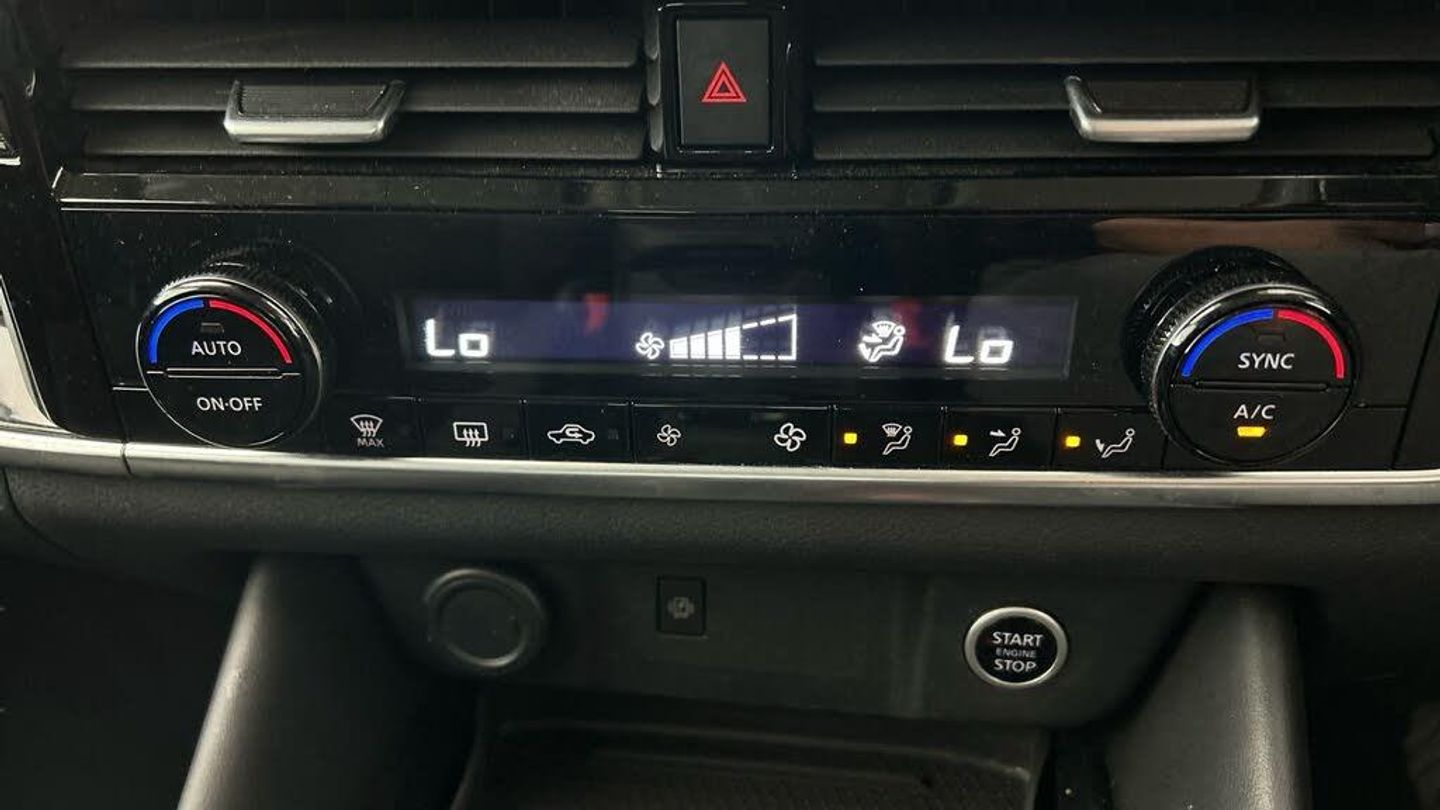 Lo
Lo
AUTO
ON·OFF
MAX
SYNC
A/C
START
ENGINE
STOP